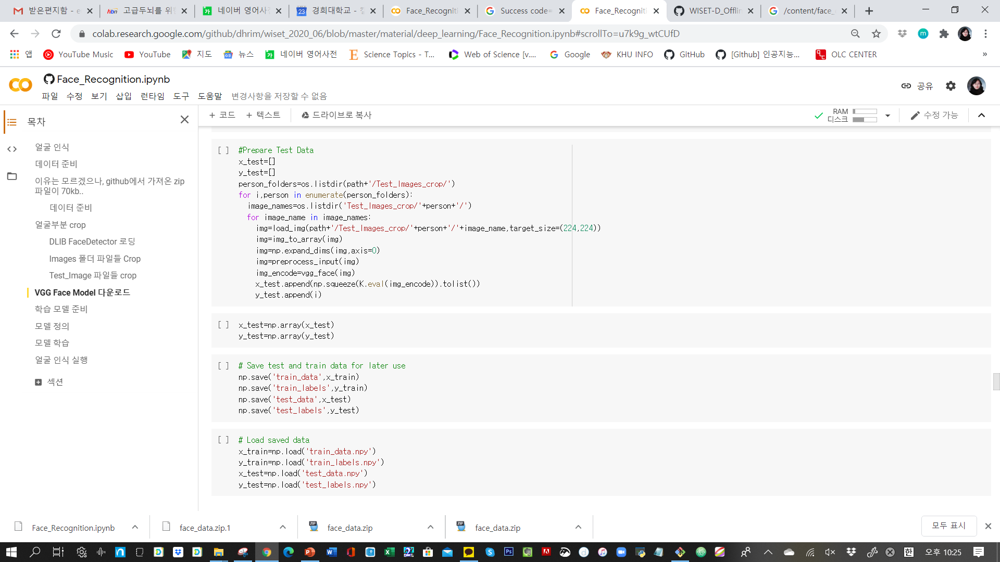 받은편지함 - e
고급두뇌를 위한
네이버 영어사전
경희대학교 - 캘
Face_Recogniti
Success code=
Face_Recogniti
WISET-D_Offlin
/content/face_
colab.research.google.com/github/dhrim/wiset_2020_06/blob/master/material/deep_learning/Face_Recognition.ipynb#scrollTo=u7k9g_wtCUfD
앱
YouTube Music
YouTube
지도
뉴스
네이버 영어사전
Science Topics - T...
Web of Science [v....
Google
KHU INFO
GitHub
[Github] 인공지능...
OLC CENTER
»
Face_Recognition.ipynb
파일 수정 보기 삽입 런타임 도구 도움말 변경사항을 저장할 수 없음
공유
목차
+ 코드 + 텍스트
드라이브로 복사
RAM
디스크
수정 가능
얼굴 인식
데이터 준비
이유는 모르겠으나, github에서 가져온 zip
파일이 70kb..
데이터 준비
얼굴부분 crop
DLIB FaceDetector 로딩
Images 폴더 파일들 Crop
Test_Image 파일들 crop
VGG Face Model 다운로드
학습 모델 준비
모델 정의
모델 학습
얼굴 인식 실행
섹션
[ ] #Prepare Test Data
x_test=[]
y_test=[]
person_folders=os.listdir(path+'/Test_Images_crop/')
for i,person in enumerate(person_folders):
image_names=os.listdir('Test_Images_crop/'+person+'/')
for image_name in image_names:
img=load_img(path+'/Test_Images_crop/'+person+'/'+image_name,target_size=(224,224))
img=img_to_array(img)
img=np.expand_dims(img,axis=0)
img=preprocess_input(img)
img_encode=vgg_face(img)
x_test.append(np.squeeze(K.eval(img_encode)).tolist())
y_test.append(i)
[ ] x_test=np.array(x_test)
y_test=np.array(y_test)
[ ] # Save test and train data for later use
np.save('train_data',x_train)
np.save('train_labels',y_train)
np.save('test_data',x_test)
np.save('test_labels',y_test)
[ ] # Load saved data
x_train=np.load('train_data.npy')
y_train=np.load('train_labels.npy')
x_test=np.load('test_data.npy')
y_test=np.load('test_labels.npy')
Face_Recognition.ipynb
face_data.zip.1
face_data.zip
face_data.zip
모두 표시
한
오후 10:25